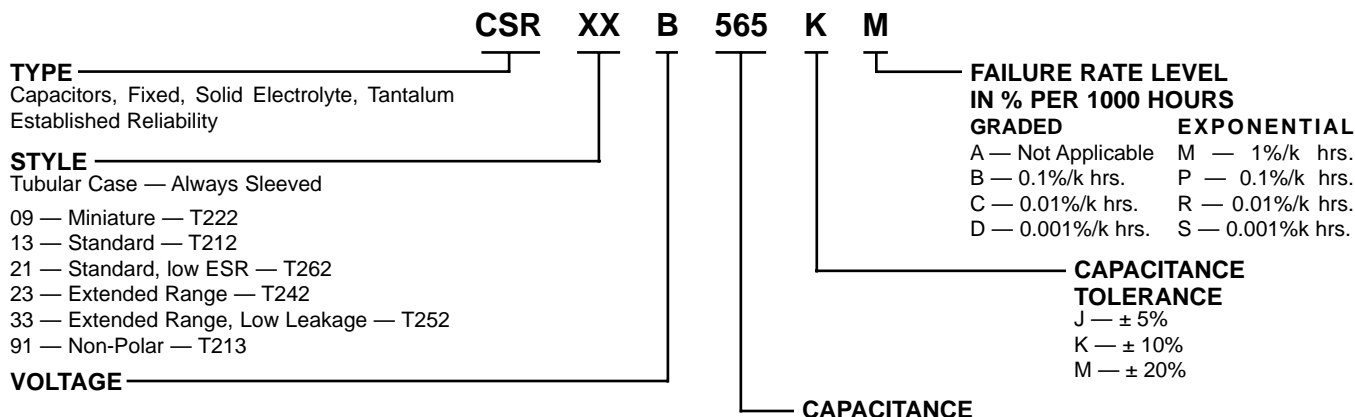 CSR XX B 565 K M
TYPE
Capacitors, Fixed, Solid Electrolyte, Tantalum
Established Reliability
STYLE
Tubular Case — Always Sleeved
09 — Miniature — T222
13 — Standard — T212
21 — Standard, low ESR — T262
23 — Extended Range — T242
33 — Extended Range, Low Leakage — T252
91 — Non-Polar — T213
VOLTAGE
FAILURE RATE LEVEL
IN % PER 1000 HOURS
GRADED EXPONENTIAL
A — Not Applicable M — 1%/k hrs.
B — 0.1%/k hrs. P — 0.1%/k hrs.
C — 0.01%/k hrs. R — 0.01%/k hrs.
D — 0.001%/k hrs. S — 0.001%k hrs.
CAPACITANCE
TOLERANCE
J — ± 5%
K — ± 10%
M — ± 20%
CAPACITANCE